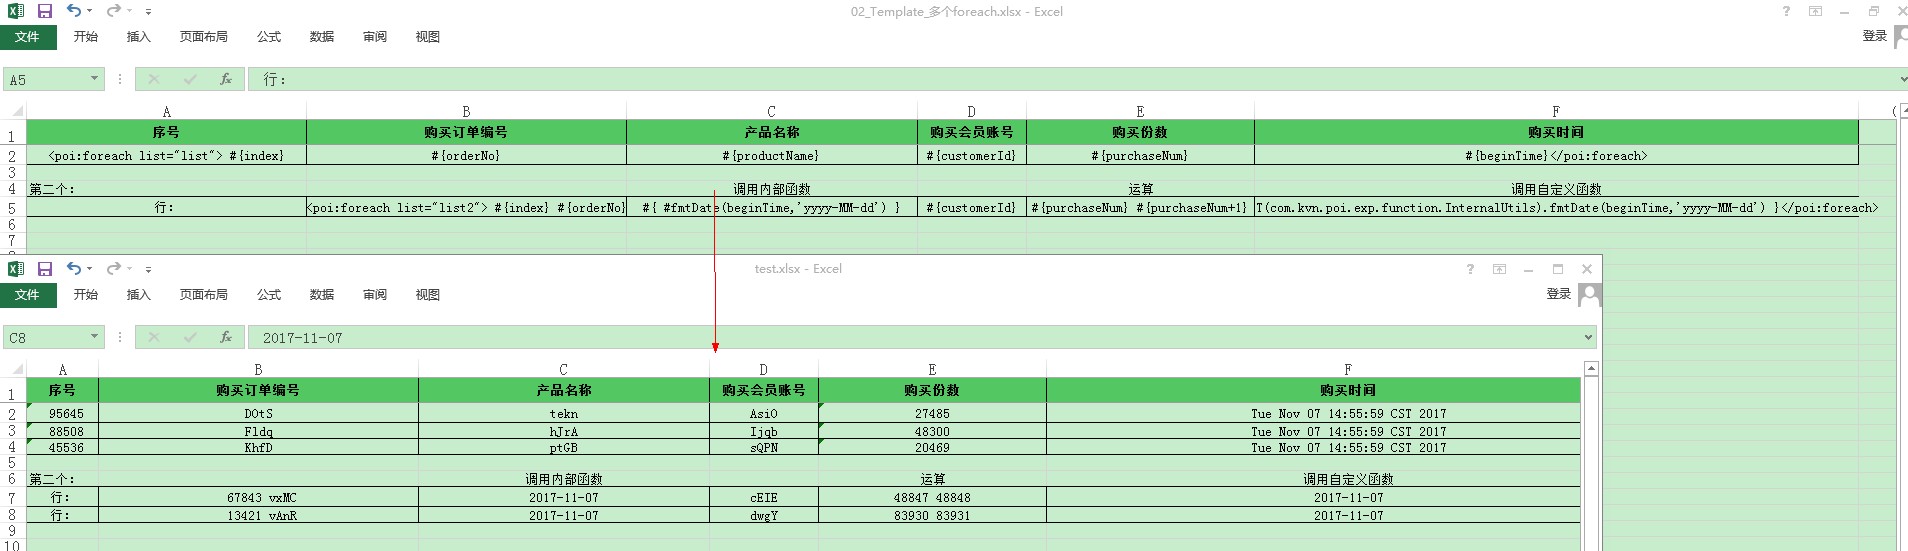 02_Template_多个foreach.xlsx - Excel
文件 开始 插入 页面布局 公式 数据 审阅 视图 登录
A5 fx 行:
A B C D E F
1 序号 购买订单编号 产品名称 购买会员账号 购买份数 购买时间
2 <poi:foreach list="list"> #{index} #{orderNo} #{productName} #{customerId} #{purchaseNum} #{beginTime}</poi:foreach>
3
4 第二个: 调用内部函数 运算 调用自定义函数
5 行: <poi:foreach list="list2"> #{index} #{orderNo} #{ #fmtDate(beginTime,'yyyy-MM-dd') } #{customerId} #{purchaseNum} #{purchaseNum+1} T(com.kvn.poi.exp.function.InternalUtils).fmtDate(beginTime,'yyyy-MM-dd') }</poi:foreach>
6
7
test.xlsx - Excel
文件 开始 插入 页面布局 公式 数据 审阅 视图 登录
C8 fx 2017-11-07
A B C D E F
1 序号 购买订单编号 产品名称 购买会员账号 购买份数 购买时间
2 95645 DOtS tekn AsiO 27485 Tue Nov 07 14:55:59 CST 2017
3 88508 Fldq hJrA Ijqb 48300 Tue Nov 07 14:55:59 CST 2017
4 45536 KhfD ptGB sQPN 20469 Tue Nov 07 14:55:59 CST 2017
5
6 第二个: 调用内部函数 运算 调用自定义函数
7 行: 67843 vxMC 2017-11-07 cEIE 48847 48848 2017-11-07
8 行: 13421 vAnR 2017-11-07 dwgY 83930 83931 2017-11-07
9
10